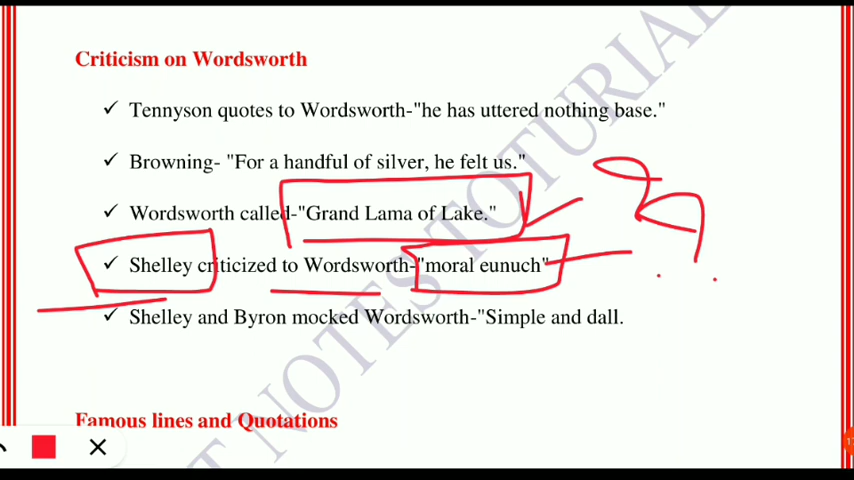 Criticism on Wordsworth
✓ Tennyson quotes to Wordsworth-"he has uttered nothing base."
✓ Browning- "For a handful of silver, he felt us."
✓ Wordsworth called-"Grand Lama of Lake."
✓ Shelley criticized to Wordsworth-"moral eunuch"
✓ Shelley and Byron mocked Wordsworth-"Simple and dall.
Famous lines and Quotations
NOTES TOTURIAL